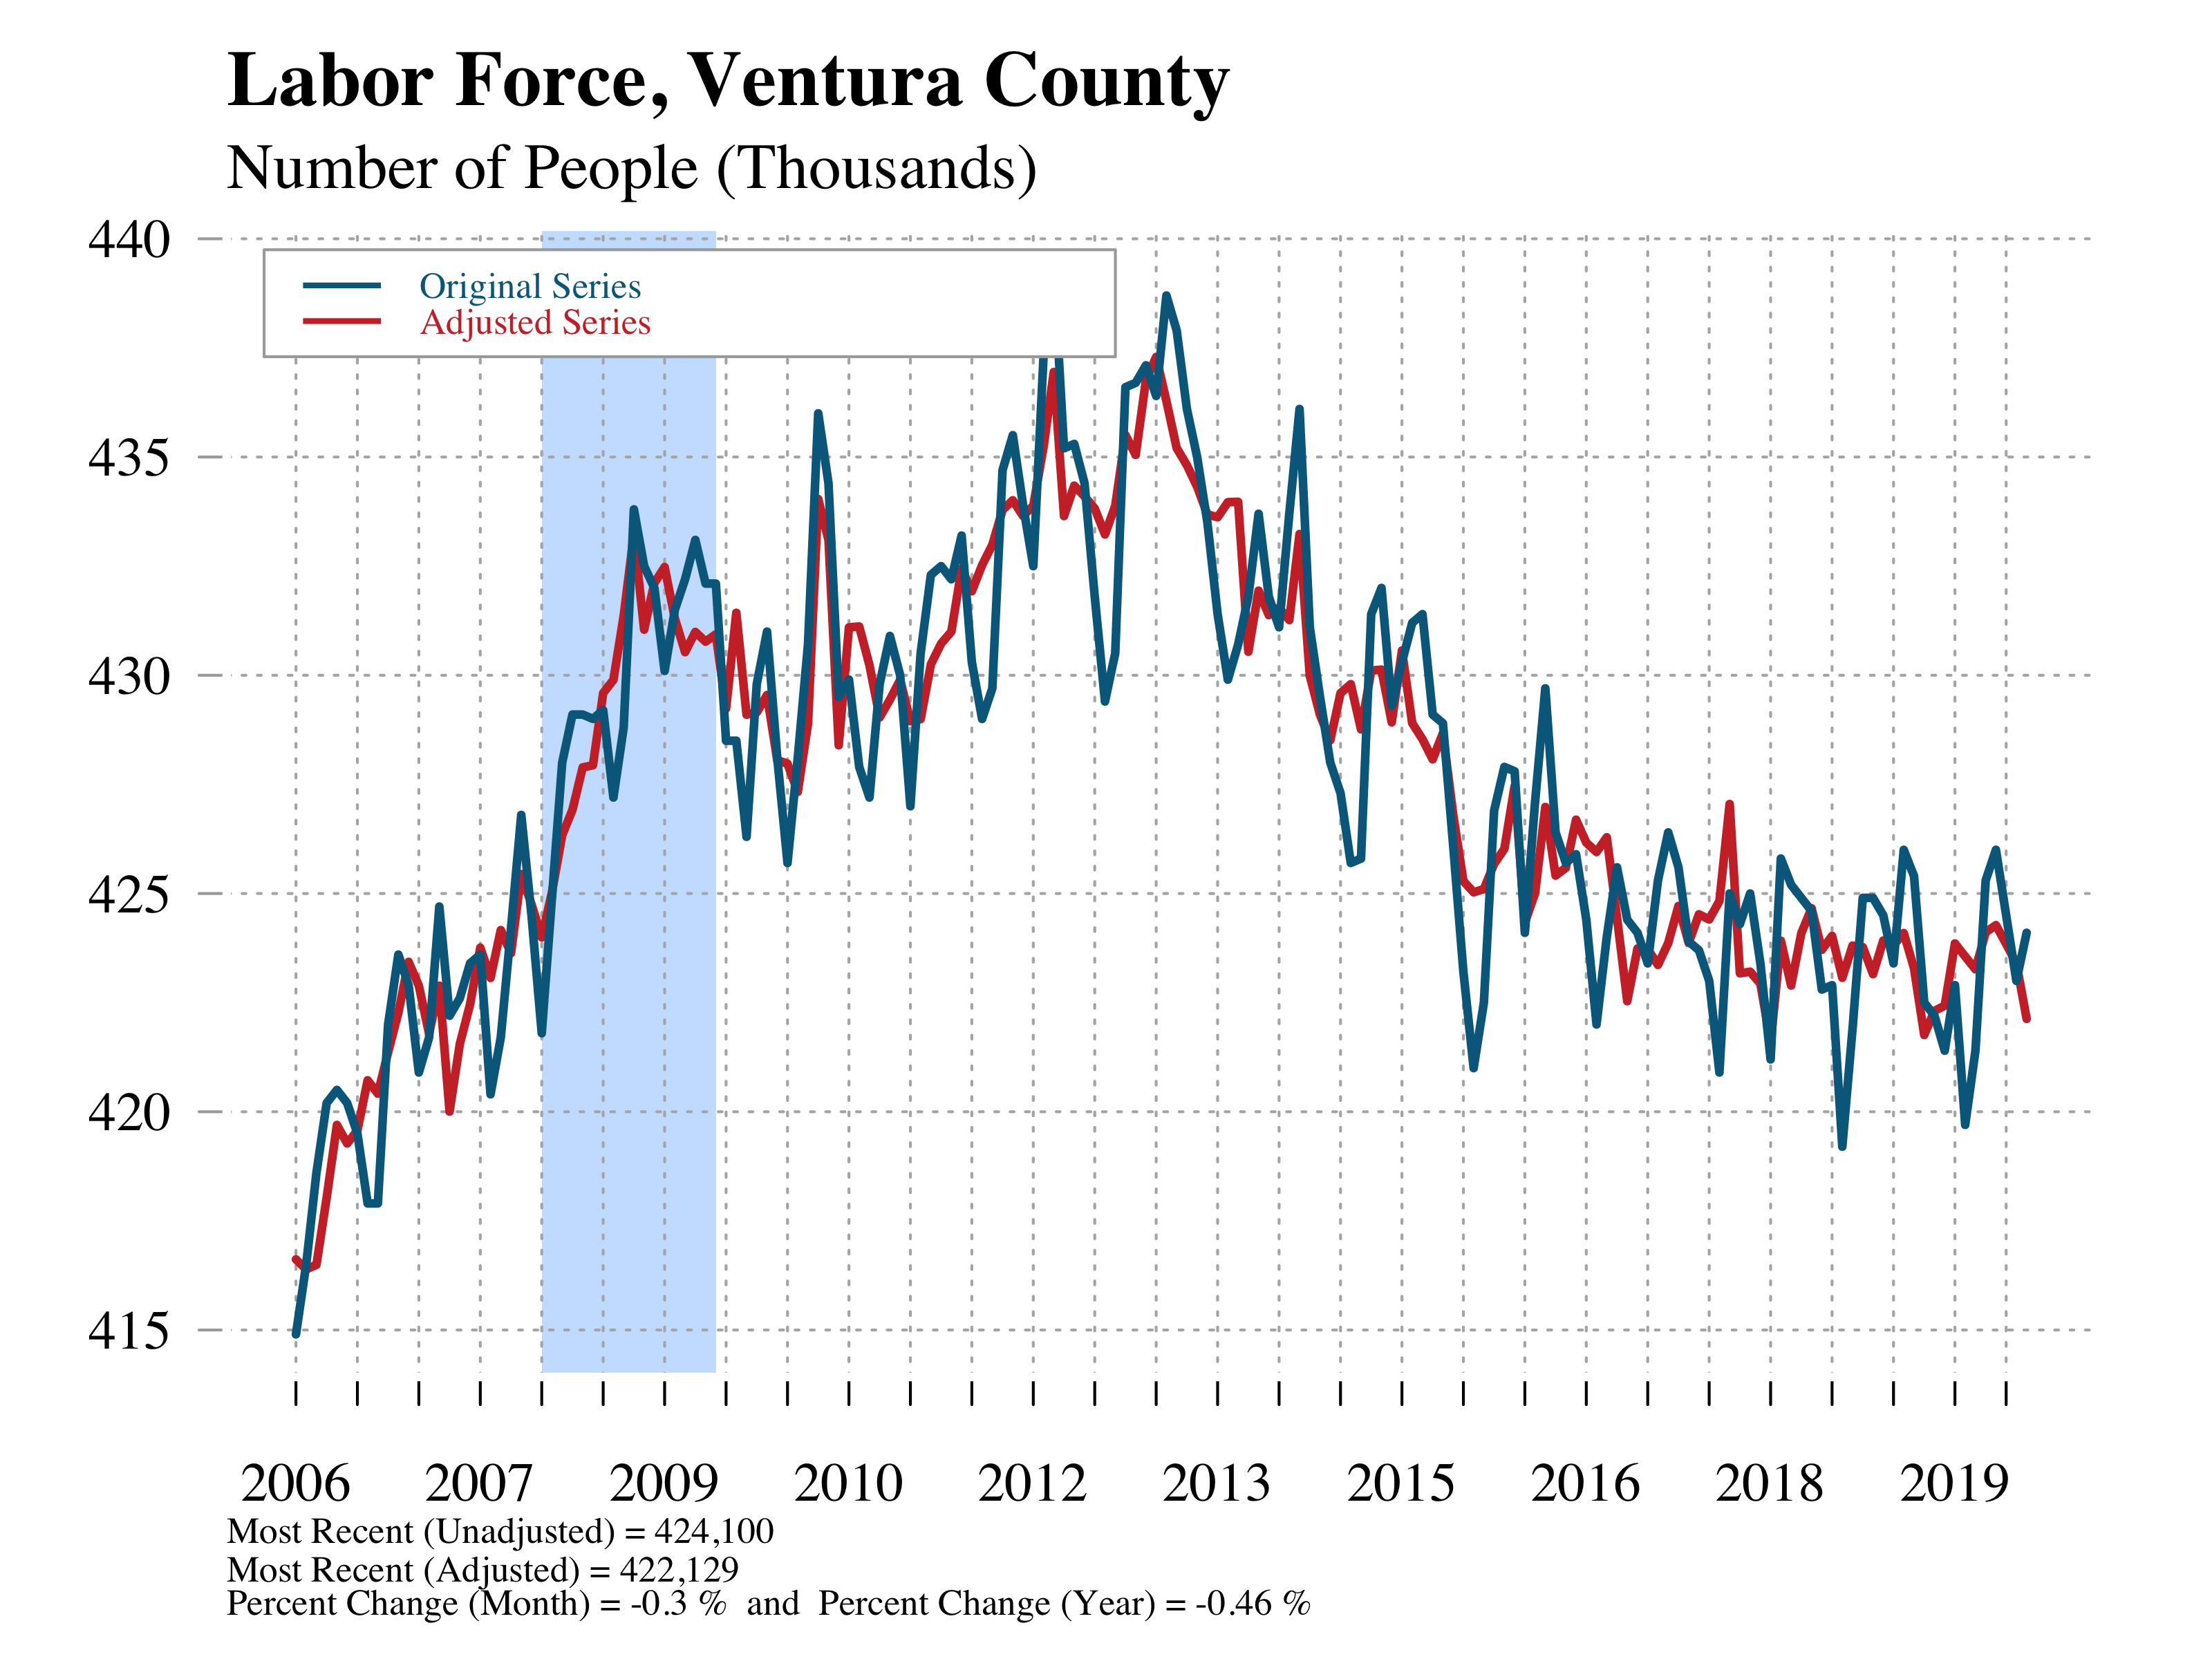 Labor Force, Ventura County
Number of People (Thousands)
440
Original Series
Adjusted Series
435
430
425
420
415
2006 2007 2009 2010 2012 2013 2015 2016 2018 2019
Most Recent (Unadjusted) = 424,100
Most Recent (Adjusted) = 422,129
Percent Change (Month) = -0.3 % and Percent Change (Year) = -0.46 %